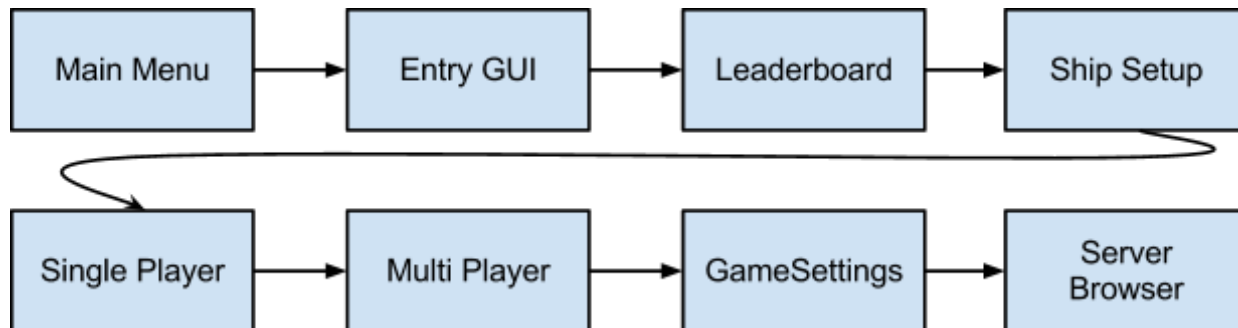 Main Menu
Entry GUI
Leaderboard
Ship Setup
Single Player
Multi Player
GameSettings
Server
Browser